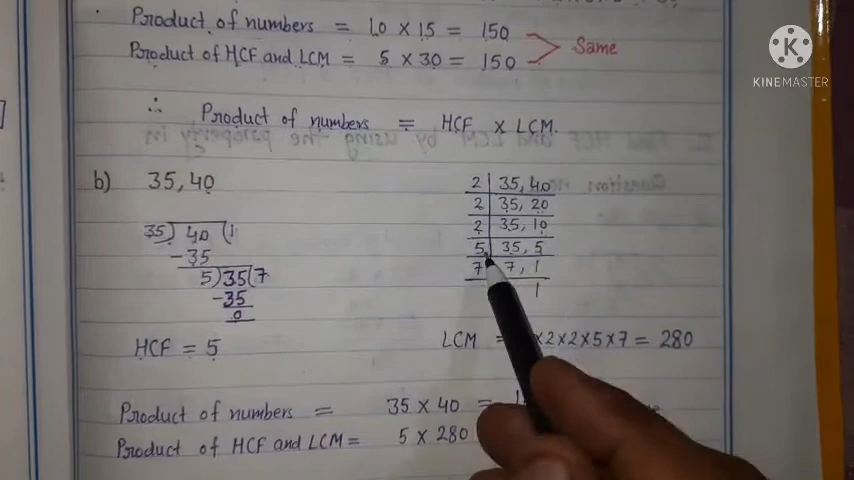 Product of numbers = 10 × 15 = 150
Product of HCF and LCM = 5 × 30 = 150
Same
K
KINEMASTER
∴ Product of numbers = HCF × LCM.
b) 35, 40
35) 40 (1
-35
5) 35 (7
-35
0
2 | 35, 40
2 | 35, 20
2 | 35, 10
5 | 35, 5
7 | 7, 1
1
HCF = 5
LCM = ×2×2×5×7 = 280
Product of numbers = 35 × 40 = 1
Product of HCF and LCM = 5 × 280